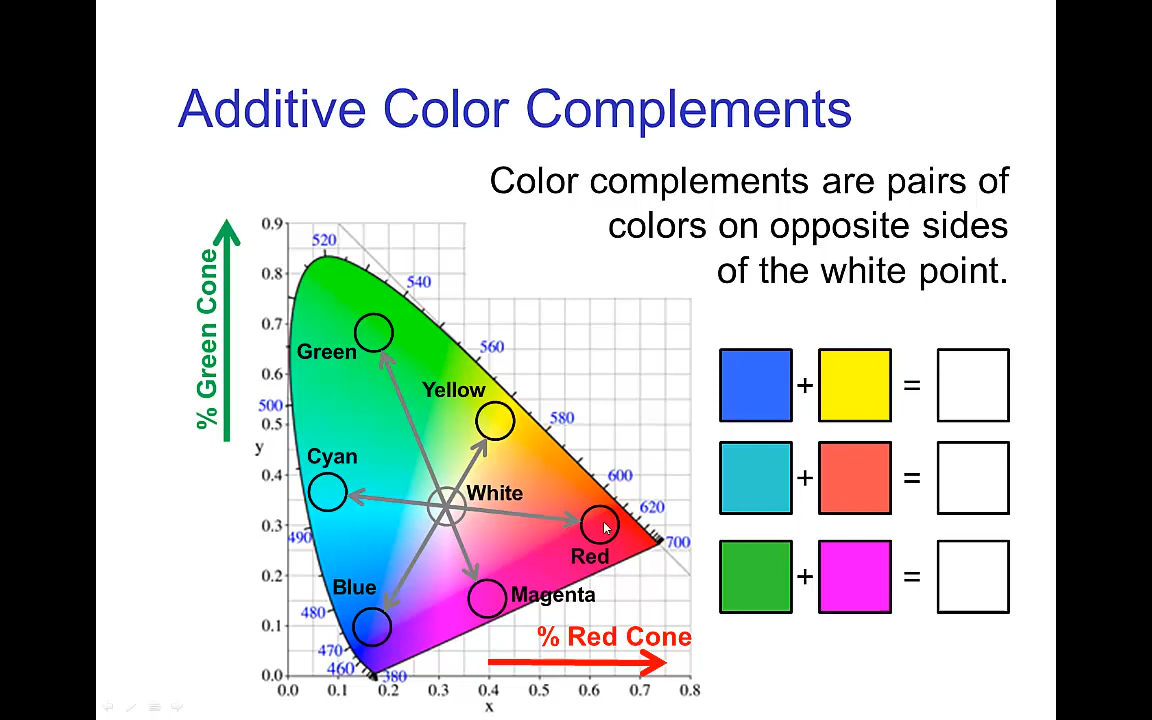 Additive Color Complements
Color complements are pairs of
colors on opposite sides
of the white point.
% Green Cone
0.9
0.8
0.7
0.6
0.5
0.4
0.3
0.2
0.1
0.0
y
520
540
560
580
600
620
700
500
490
480
470
460
380
Green
Yellow
Cyan
White
Red
Blue
Magenta
% Red Cone
0.0 0.1 0.2 0.3 0.4 0.5 0.6 0.7 0.8
x
+ =
+ =
+ =